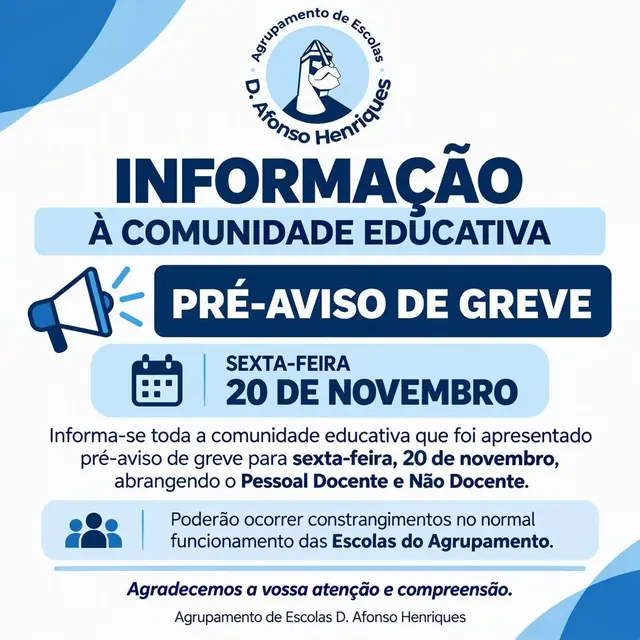 Agrupamento de Escolas
D. Afonso Henriques
INFORMAÇÃO
À COMUNIDADE EDUCATIVA
PRÉ-AVISO DE GREVE
SEXTA-FEIRA
20 DE NOVEMBRO
Informa-se toda a comunidade educativa que foi apresentado
pré-aviso de greve para sexta-feira, 20 de novembro,
abrangendo o Pessoal Docente e Não Docente.
Poderão ocorrer constrangimentos no normal
funcionamento das Escolas do Agrupamento.
Agradecemos a vossa atenção e compreensão.
Agrupamento de Escolas D. Afonso Henriques